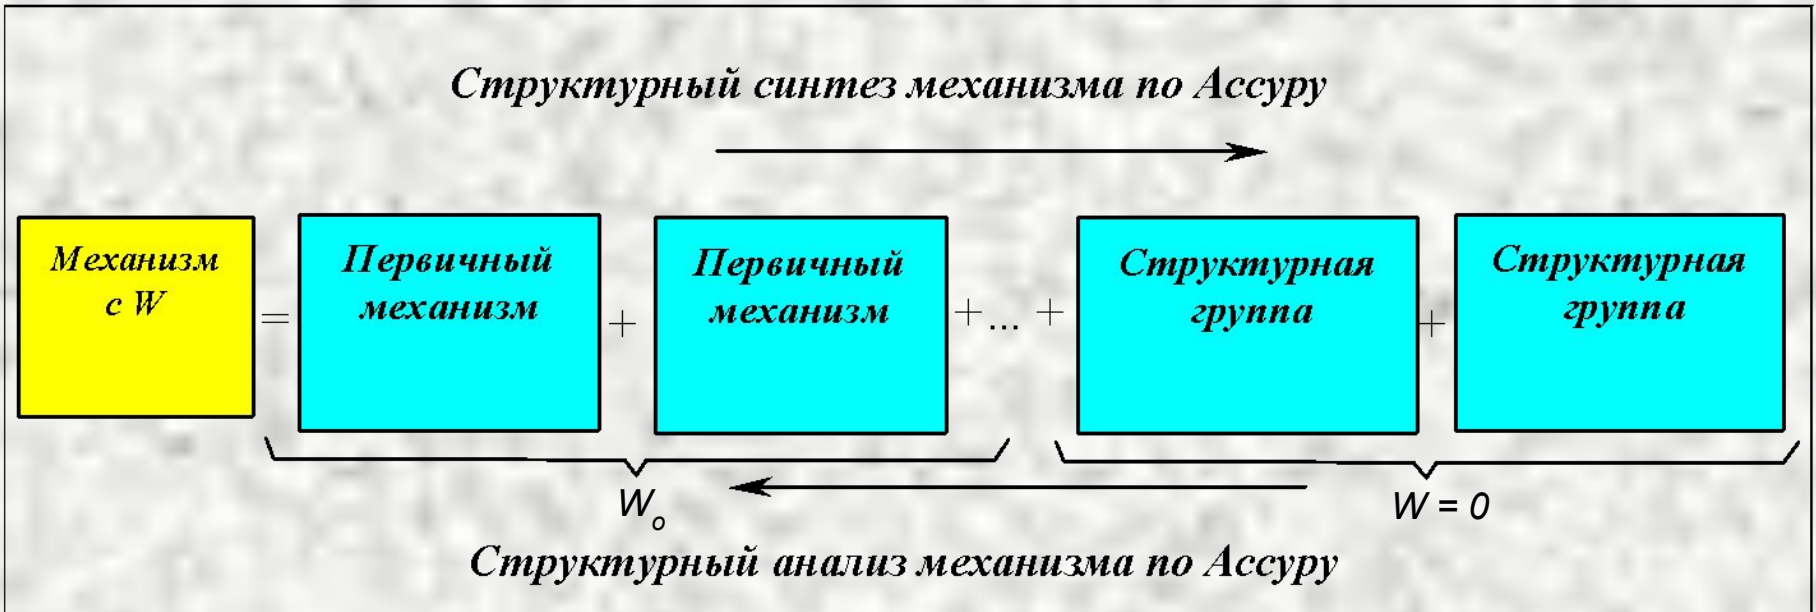 Структурный синтез механизма по Ассуру
Механизм
с W
=
Первичный
механизм
+
Первичный
механизм
+ ... +
Структурная
группа
+
Структурная
группа
Wo
W = 0
Структурный анализ механизма по Ассуру